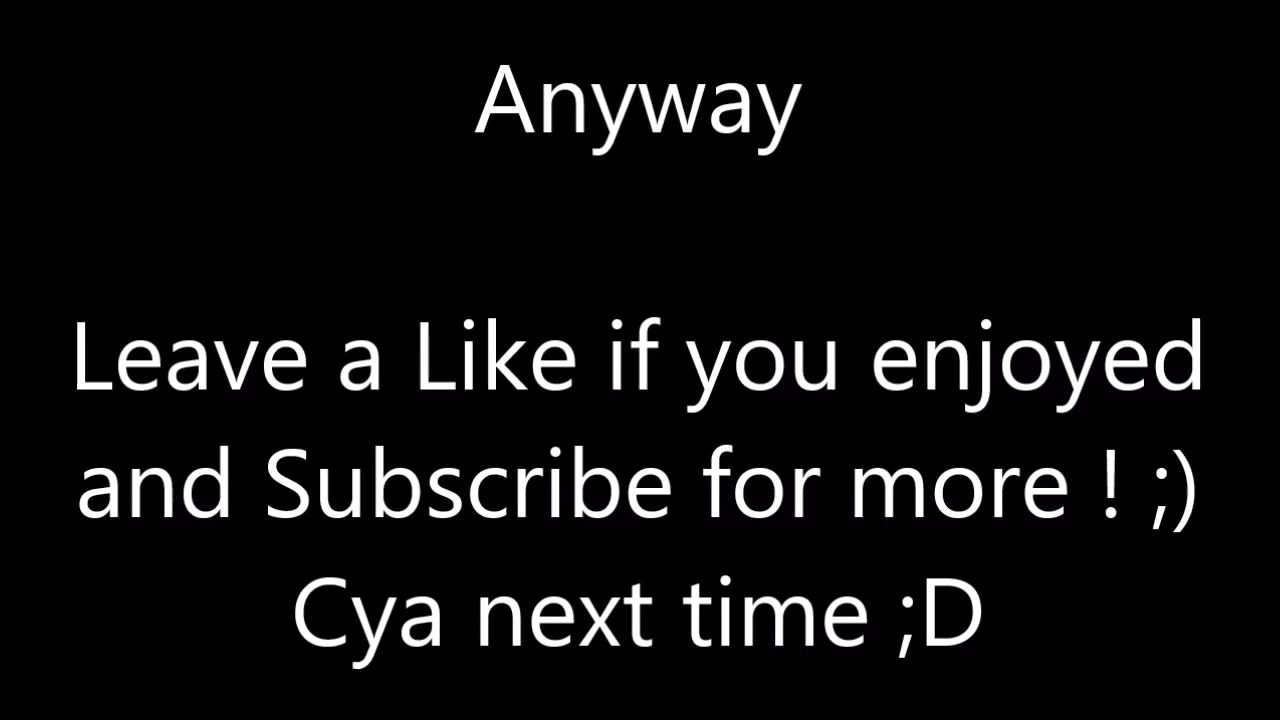 Anyway
Leave a Like if you enjoyed
and Subscribe for more ! ;)
Cya next time ;D